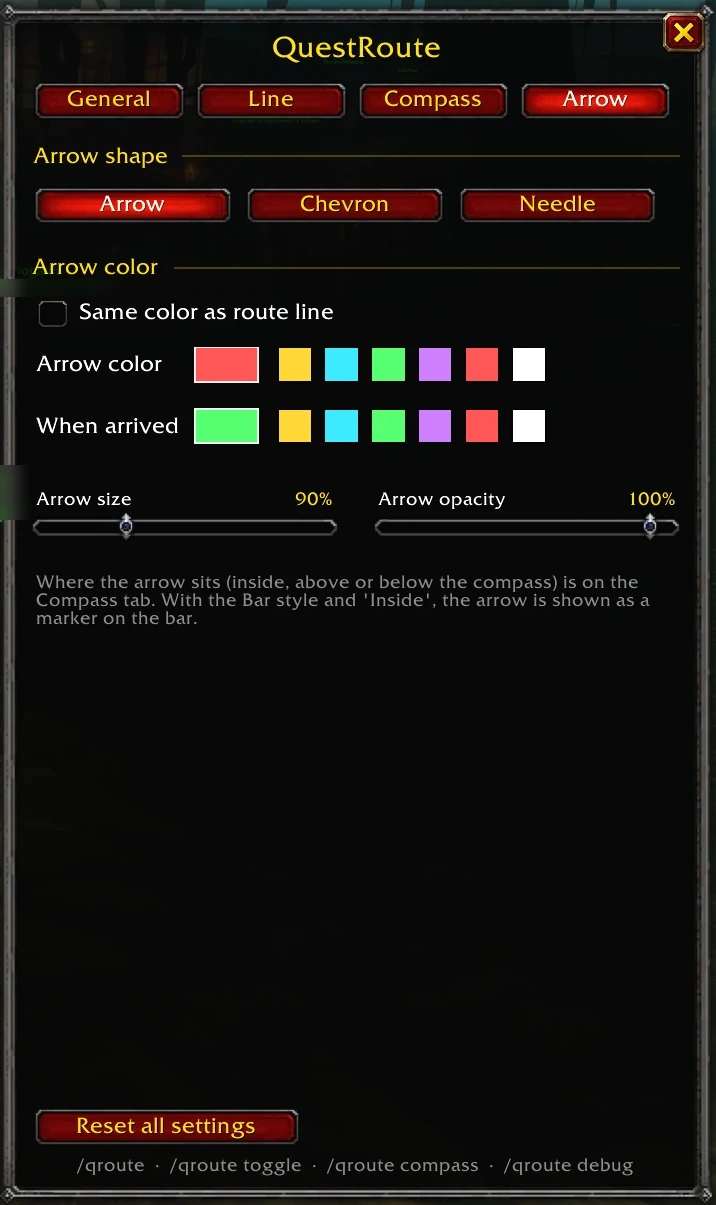 QuestRoute
General Line Compass Arrow
Arrow shape
Arrow Chevron Needle
Arrow color
Same color as route line
Arrow color
When arrived
Arrow size 90% Arrow opacity 100%
Where the arrow sits (inside, above or below the compass) is on the
Compass tab. With the Bar style and 'Inside', the arrow is shown as a
marker on the bar.
Reset all settings
/qroute · /qroute toggle · /qroute compass · /qroute debug